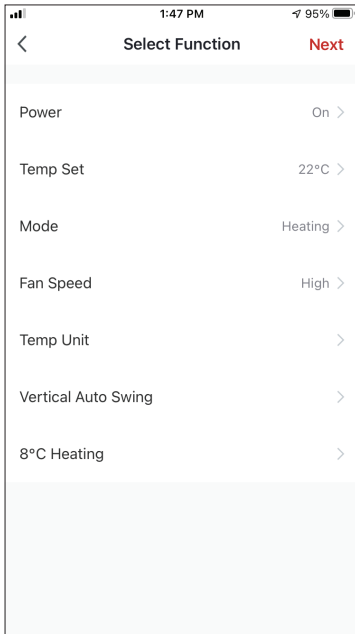 1:47 PM 95%
Select Function Next
Power On
Temp Set 22°C
Mode Heating
Fan Speed High
Temp Unit
Vertical Auto Swing
8°C Heating